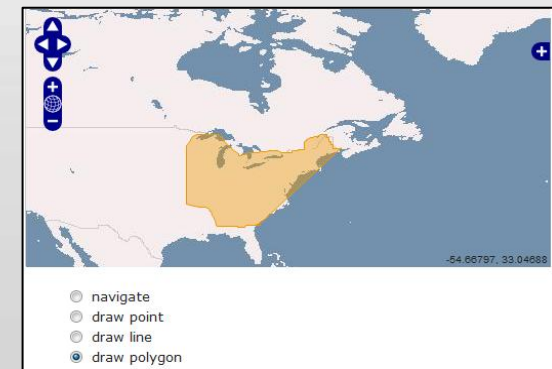 -54.66797, 33.04688
navigate
draw point
draw line
draw polygon